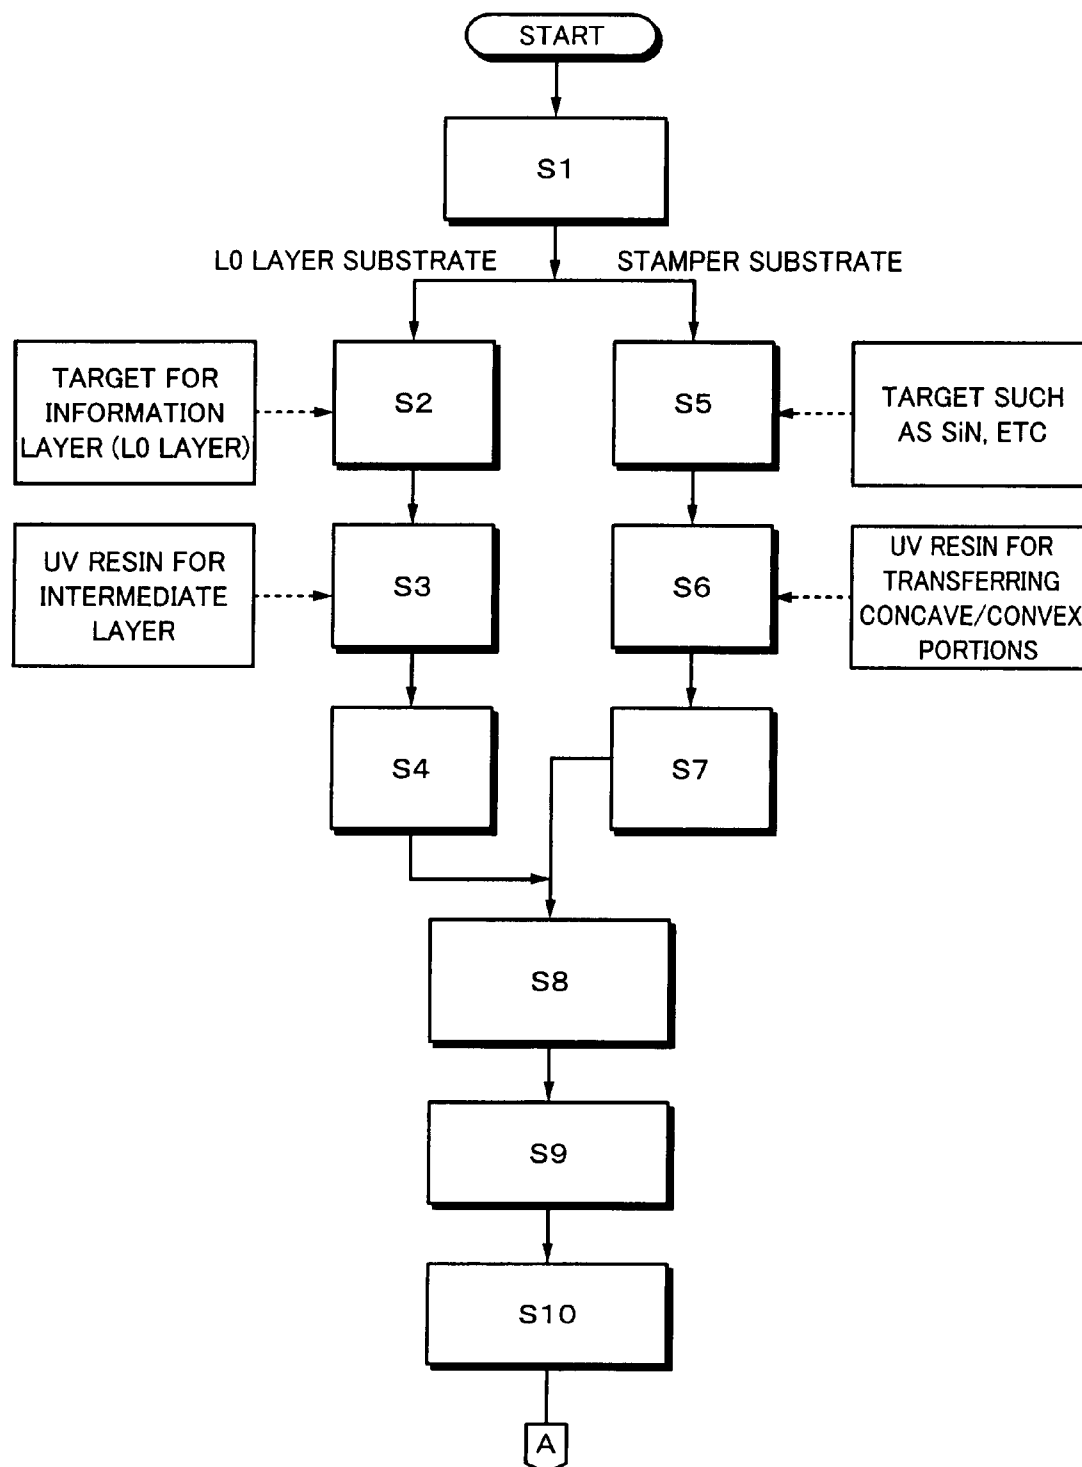 START
S1
L0 LAYER SUBSTRATE
STAMPER SUBSTRATE
TARGET FOR
INFORMATION
LAYER (L0 LAYER)
S2
S5
TARGET SUCH
AS SiN, ETC
UV RESIN FOR
INTERMEDIATE
LAYER
S3
S6
UV RESIN FOR
TRANSFERRING
CONCAVE/CONVEX
PORTIONS
S4
S7
S8
S9
S10
A